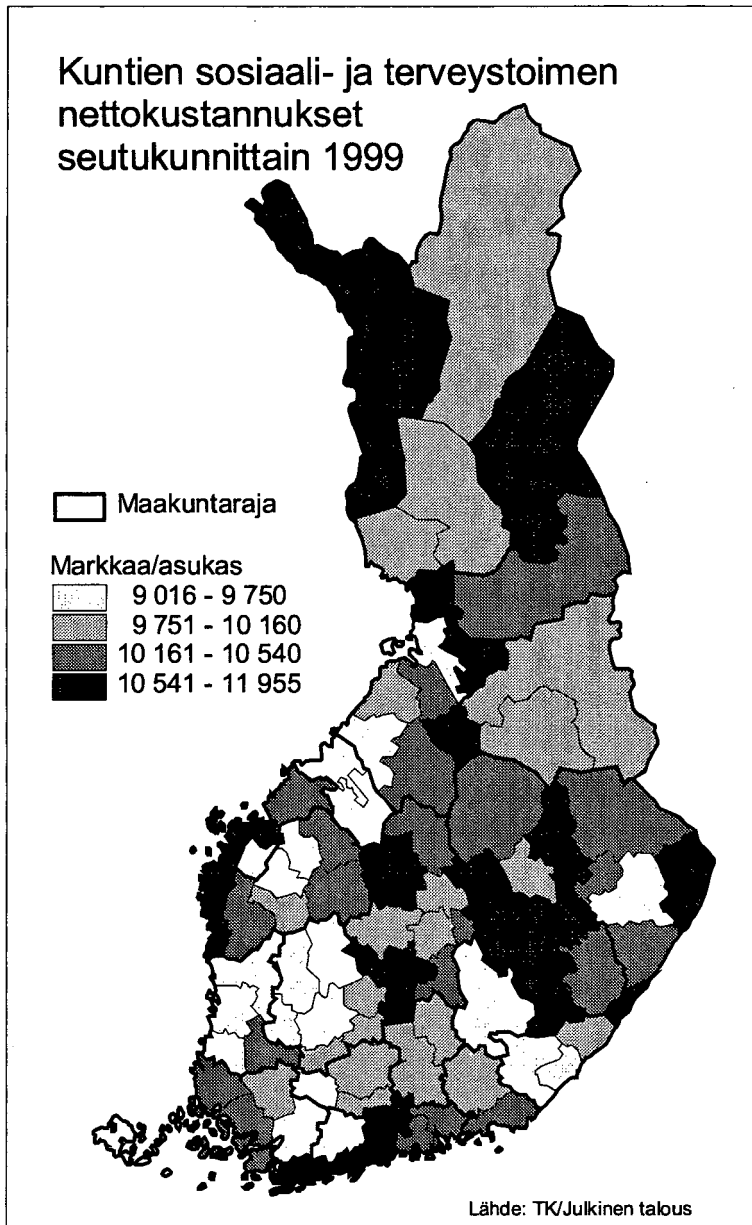 Kuntien sosiaali- ja terveystoimen
nettokustannukset
seutukunnittain 1999
Maakuntaraja
Markkaa/asukas
9 016 - 9 750
9 751 - 10 160
10 161 - 10 540
10 541 - 11 955
Lähde: TK/Julkinen talous